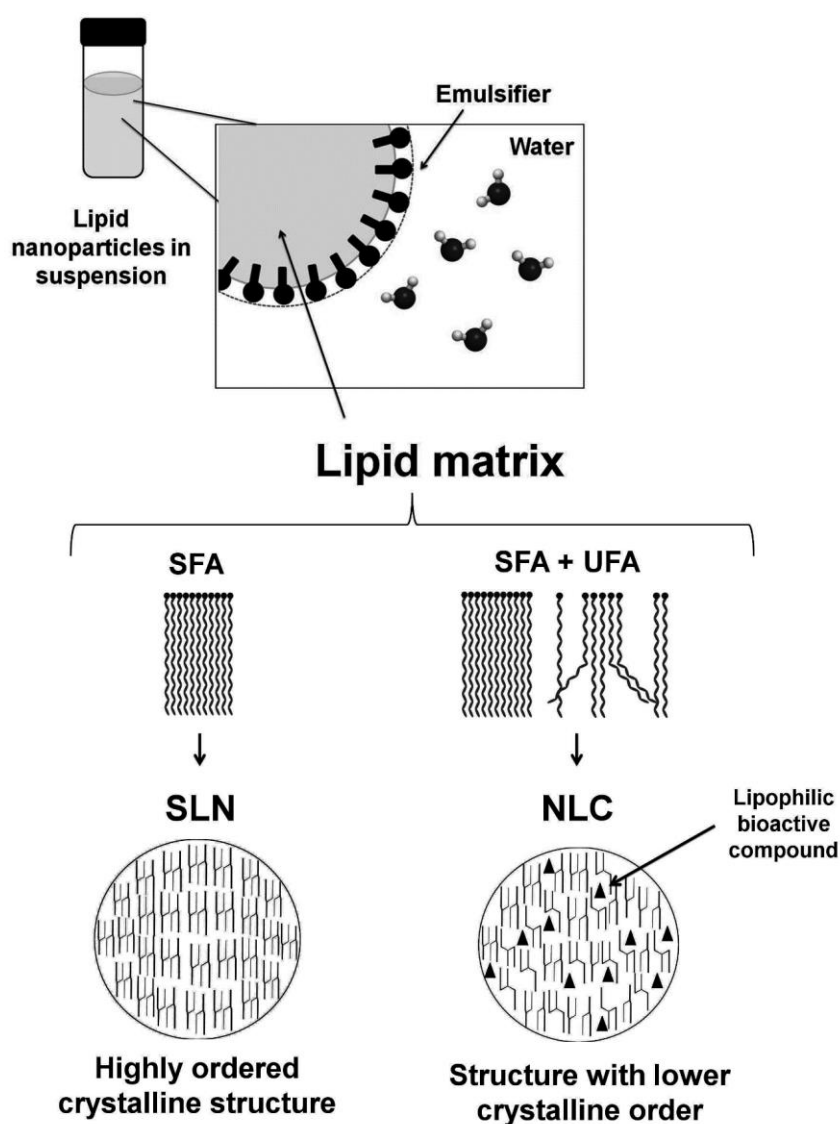 Emulsifier
Water
Lipid
nanoparticles in
suspension
Lipid matrix
SFA
SFA + UFA
SLN
NLC
Lipophilic
bioactive
compound
Highly ordered
crystalline structure
Structure with lower
crystalline order